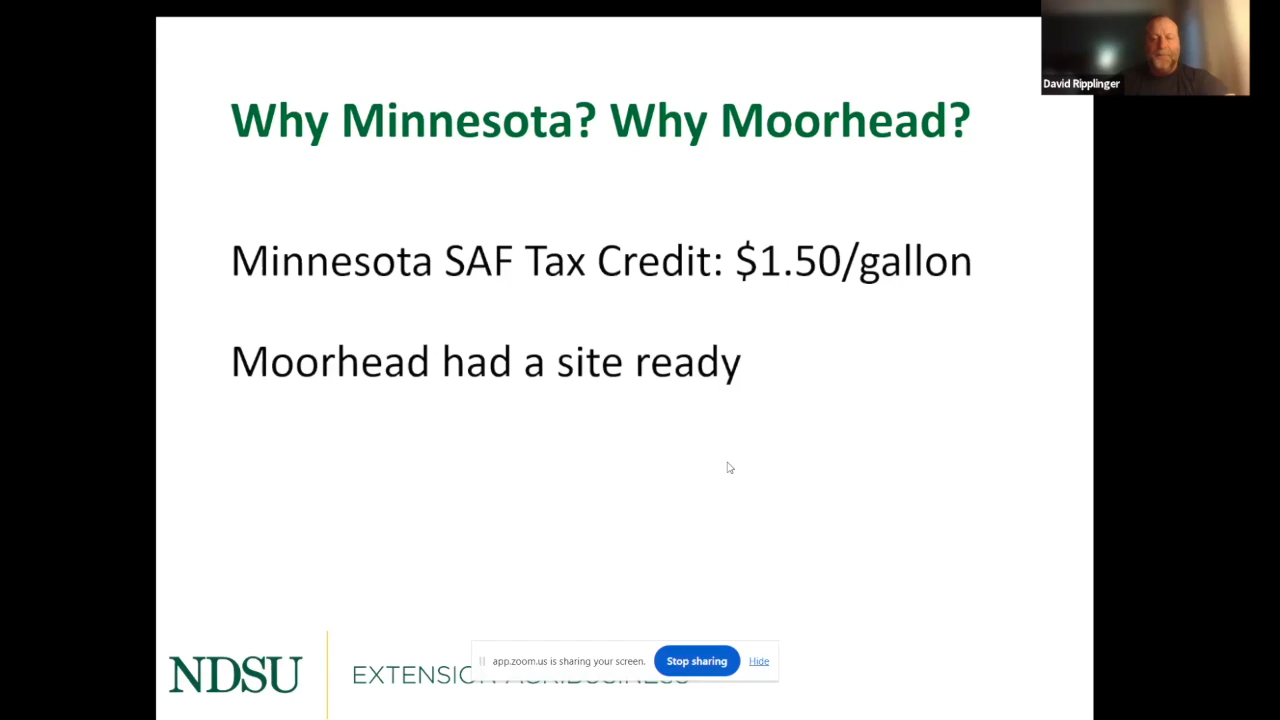 David Ripplinger
Why Minnesota? Why Moorhead?
Minnesota SAF Tax Credit: $1.50/gallon
Moorhead had a site ready
app.zoom.us is sharing your screen. Stop sharing Hide
NDSU EXTENSION AGRIBUSINESS